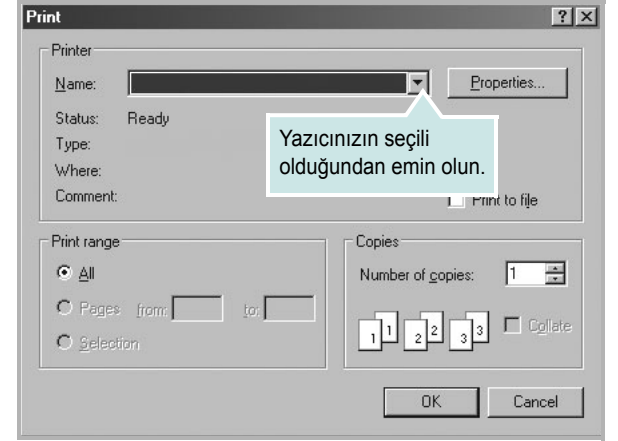 Print
Printer
Name:
Properties...
Status: Ready
Yazıcınızın seçili
olduğundan emin olun.
Type:
Where:
Comment:
Print to file
Print range
All
Pages from: to:
Selection
Copies
Number of copies: 1
1 1 2 2 3 3
Collate
OK Cancel